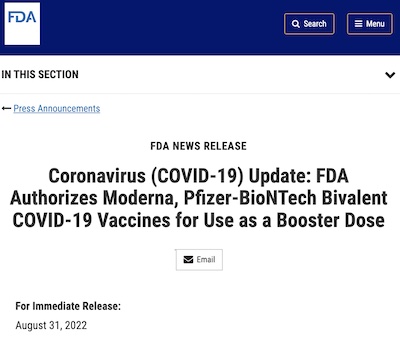 FDA
Search
Menu
IN THIS SECTION
← Press Announcements
FDA NEWS RELEASE
Coronavirus (COVID-19) Update: FDA
Authorizes Moderna, Pfizer-BioNTech Bivalent
COVID-19 Vaccines for Use as a Booster Dose
Email
For Immediate Release:
August 31, 2022